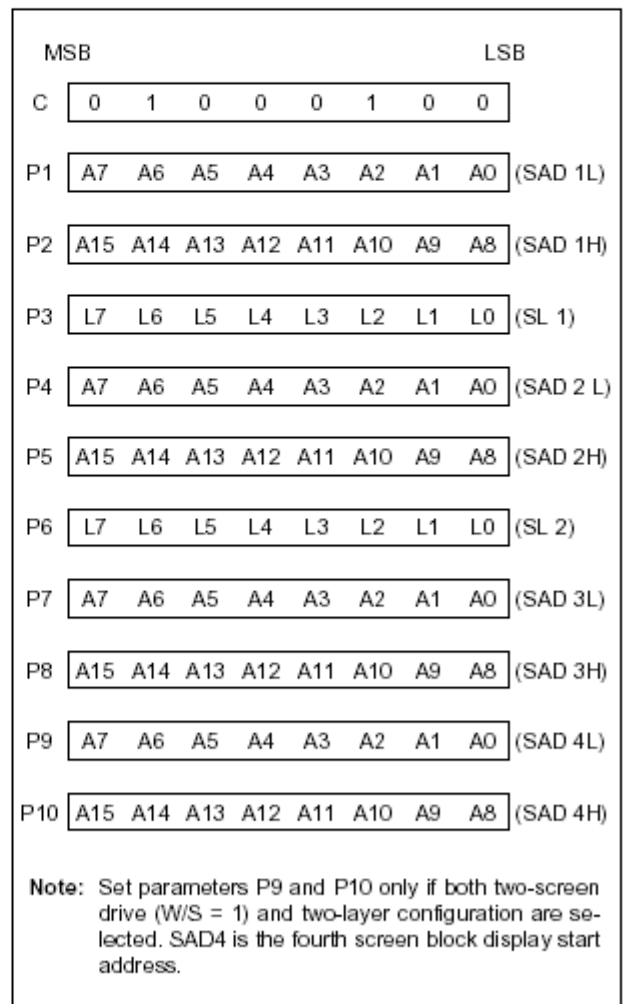 MSB LSB
C 0 1 0 0 0 1 0 0
P1 A7 A6 A5 A4 A3 A2 A1 A0 (SAD 1L)
P2 A15 A14 A13 A12 A11 A10 A9 A8 (SAD 1H)
P3 L7 L6 L5 L4 L3 L2 L1 L0 (SL 1)
P4 A7 A6 A5 A4 A3 A2 A1 A0 (SAD 2 L)
P5 A15 A14 A13 A12 A11 A10 A9 A8 (SAD 2H)
P6 L7 L6 L5 L4 L3 L2 L1 L0 (SL 2)
P7 A7 A6 A5 A4 A3 A2 A1 A0 (SAD 3L)
P8 A15 A14 A13 A12 A11 A10 A9 A8 (SAD 3H)
P9 A7 A6 A5 A4 A3 A2 A1 A0 (SAD 4L)
P10 A15 A14 A13 A12 A11 A10 A9 A8 (SAD 4H)
Note: Set parameters P9 and P10 only if both two-screen
drive (W/S = 1) and two-layer configuration are se-
lected. SAD4 is the fourth screen block display start
address.